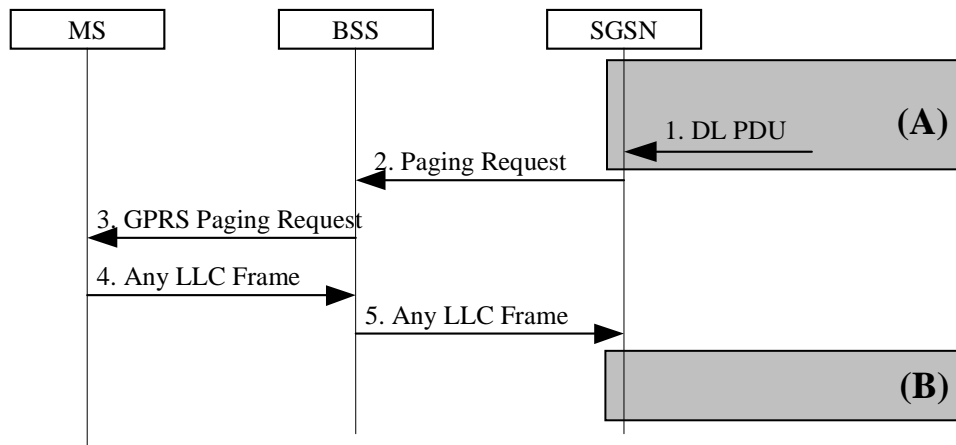 MS BSS SGSN
(A)
1. DL PDU
2. Paging Request
3. GPRS Paging Request
4. Any LLC Frame
5. Any LLC Frame
(B)